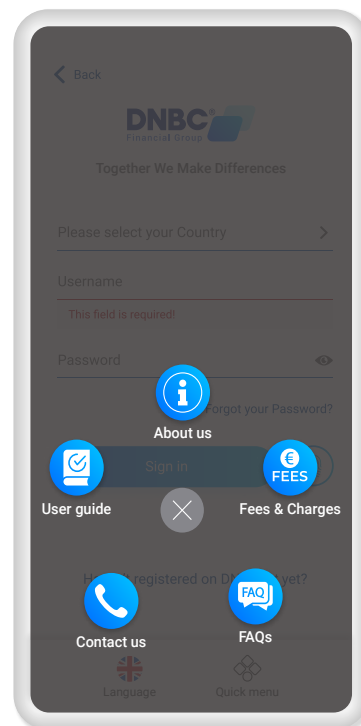 Back
DNBC®
Financial Group
Together We Make Differences
Please select your Country
Username
This field is required!
Password
Forgot your Password?
About us
Sign in
€
FEES
User guide
Fees & Charges
registered on
yet?
FAQ
Contact us
FAQs
Language
Quick menu